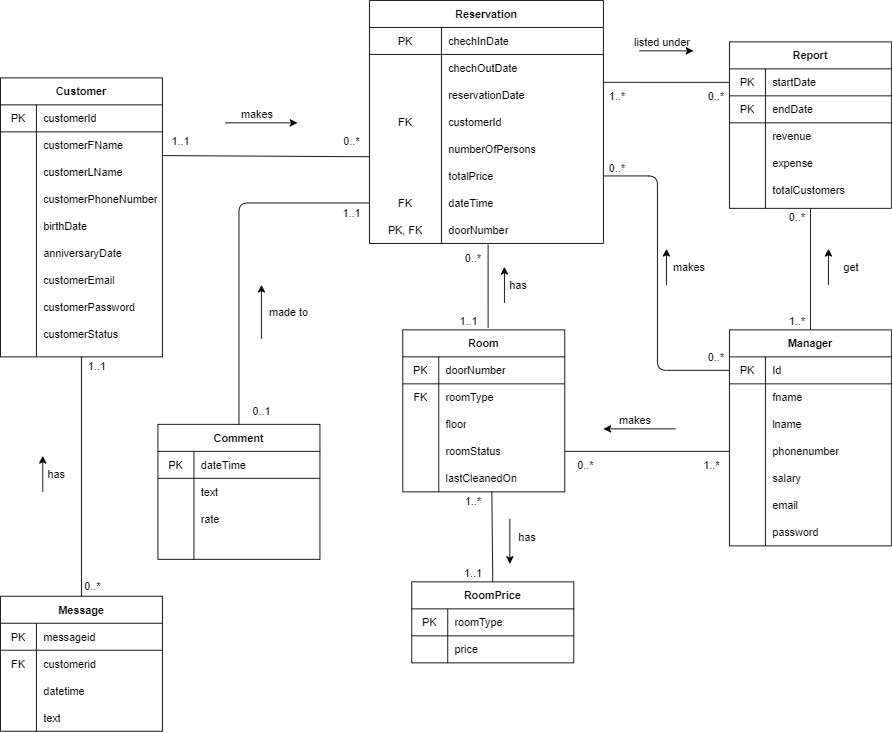 Reservation
PK chechInDate
chechOutDate
reservationDate
FK customerId
numberOfPersons
totalPrice
FK dateTime
PK, FK doorNumber
listed under
1..* 0..*
Report
PK startDate
PK endDate
revenue
expense
totalCustomers
Customer
PK customerId
customerFName
customerLName
customerPhoneNumber
birthDate
anniversaryDate
customerEmail
customerPassword
customerStatus
makes
1..1 0..*
1..1
made to
0..1
0..*
has
1..1
0..*
makes
0..*
0..*
get
1..*
Room
PK doorNumber
FK roomType
floor
roomStatus
lastCleanedOn
Manager
PK Id
fname
lname
phonenumber
salary
email
password
makes
0..* 1..*
1..1
has
0..*
Comment
PK dateTime
text
rate
1..*
has
1..1
RoomPrice
PK roomType
price
Message
PK messageid
FK customerid
datetime
text